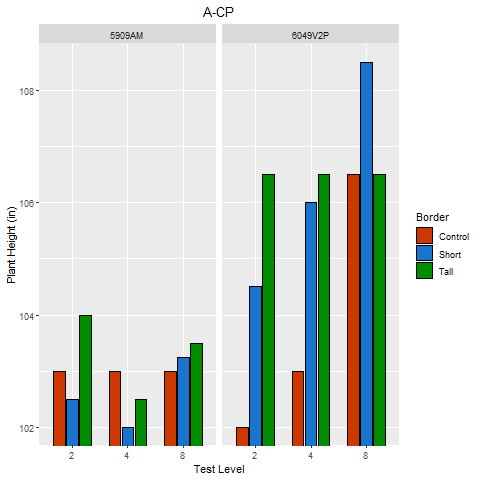 A-CP
5909AM
6049V2P
108
106
104
102
Plant Height (in)
2
4
8
2
4
8
Test Level
Border
Control
Short
Tall